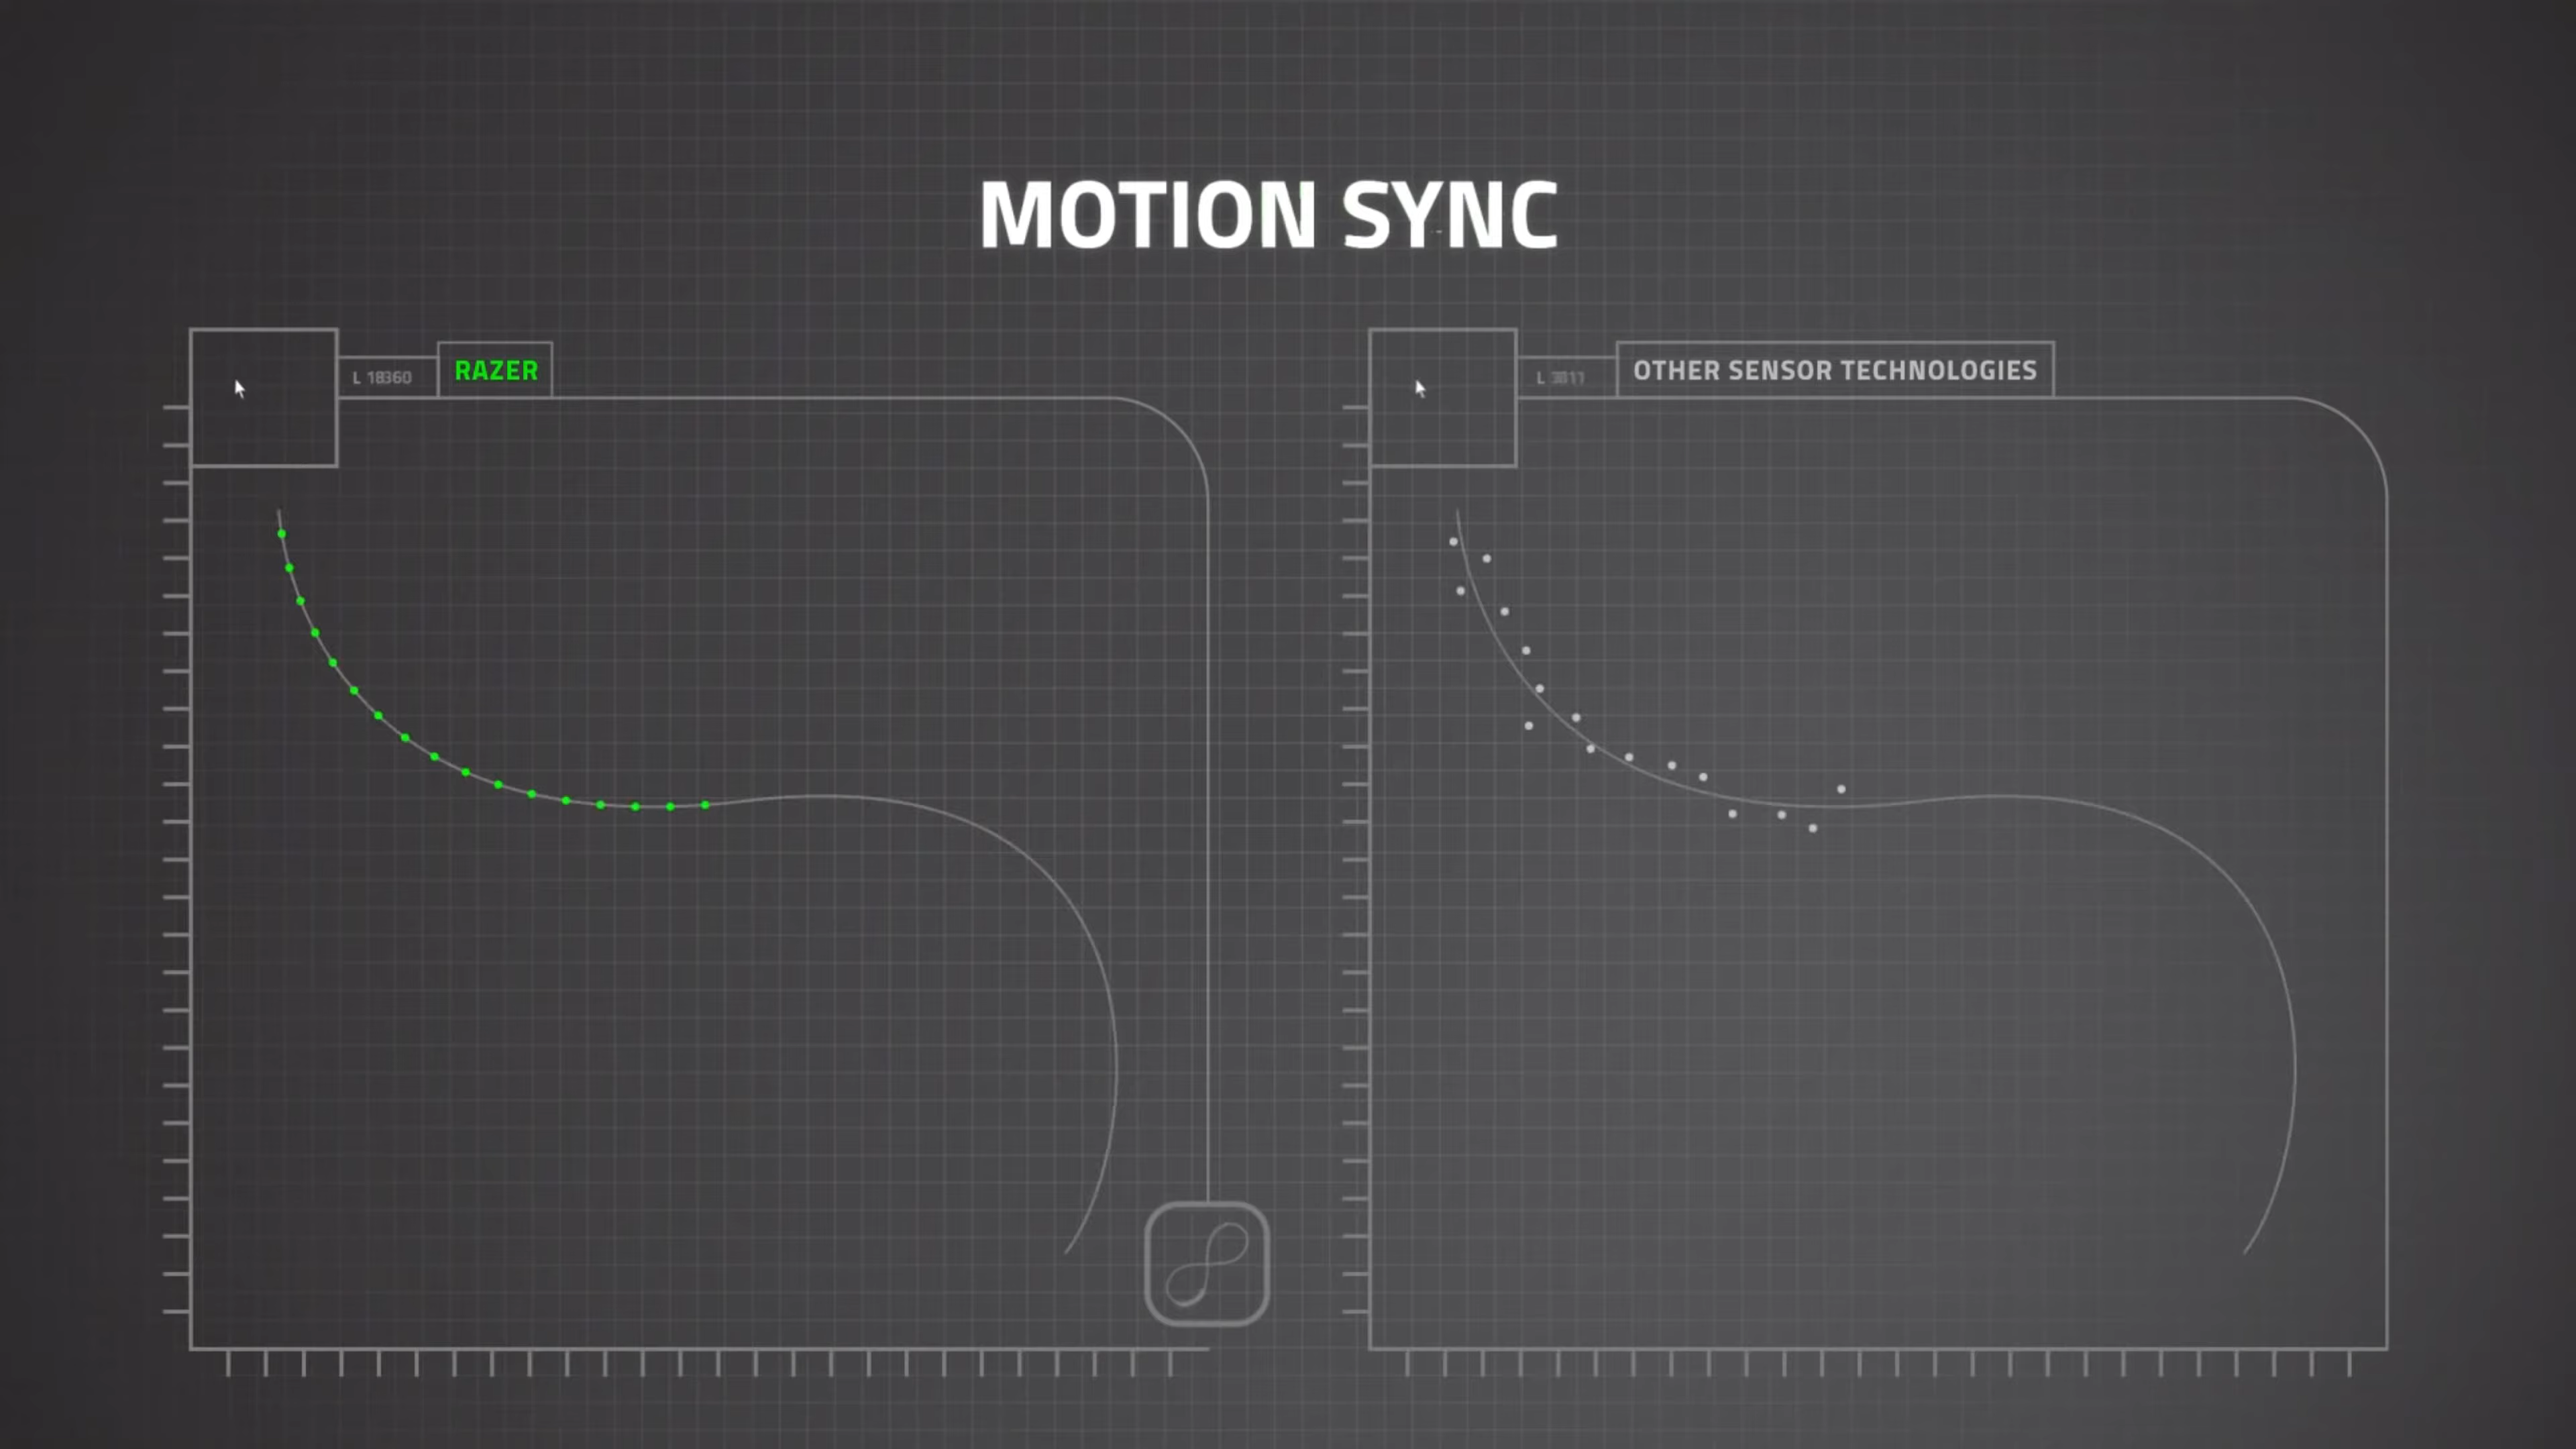 MOTION SYNC
L 18360
RAZER
L
OTHER SENSOR TECHNOLOGIES